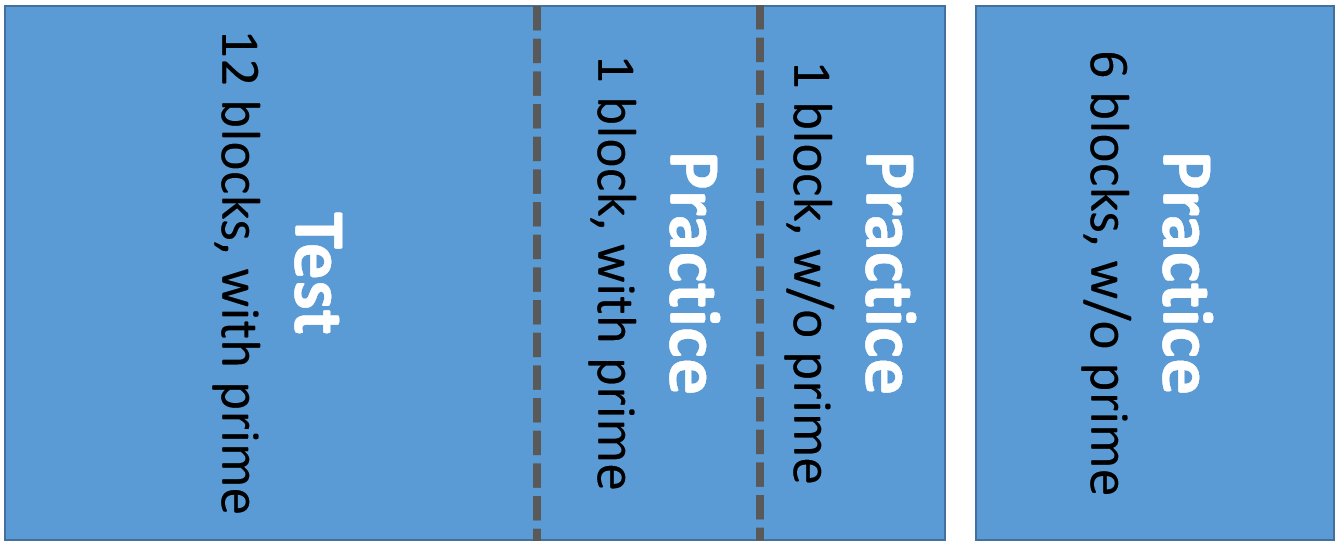 Practice
6 blocks, w/o prime
Practice
1 block, w/o prime
Practice
1 block, with prime
Test
12 blocks, with prime